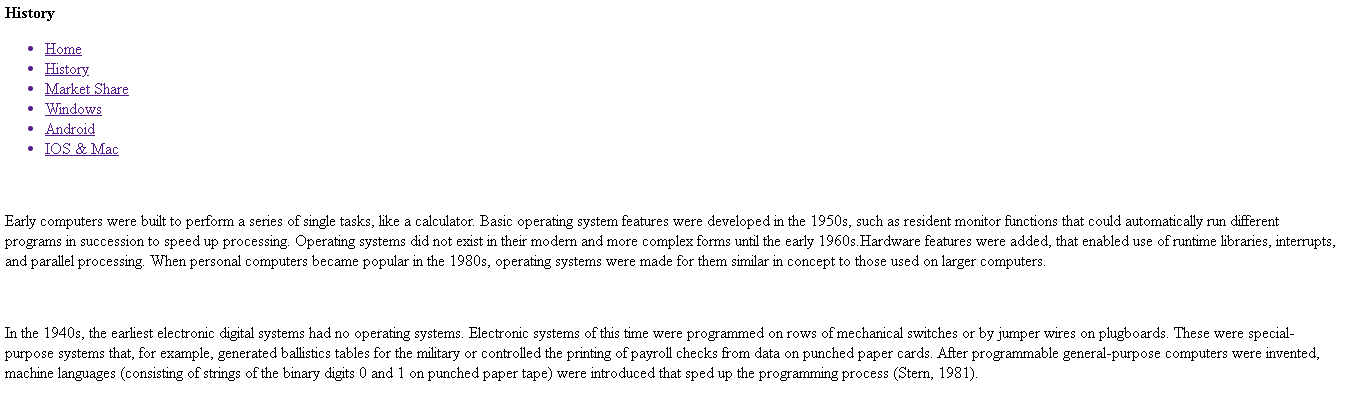 History
Home
History
Market Share
Windows
Android
IOS & Mac
Early computers were built to perform a series of single tasks, like a calculator. Basic operating system features were developed in the 1950s, such as resident monitor functions that could automatically run different
programs in succession to speed up processing. Operating systems did not exist in their modern and more complex forms until the early 1960s.Hardware features were added, that enabled use of runtime libraries, interrupts,
and parallel processing. When personal computers became popular in the 1980s, operating systems were made for them similar in concept to those used on larger computers.
In the 1940s, the earliest electronic digital systems had no operating systems. Electronic systems of this time were programmed on rows of mechanical switches or by jumper wires on plugboards. These were special-
purpose systems that, for example, generated ballistics tables for the military or controlled the printing of payroll checks from data on punched paper cards. After programmable general-purpose computers were invented,
machine languages (consisting of strings of the binary digits 0 and 1 on punched paper tape) were introduced that sped up the programming process (Stern, 1981).